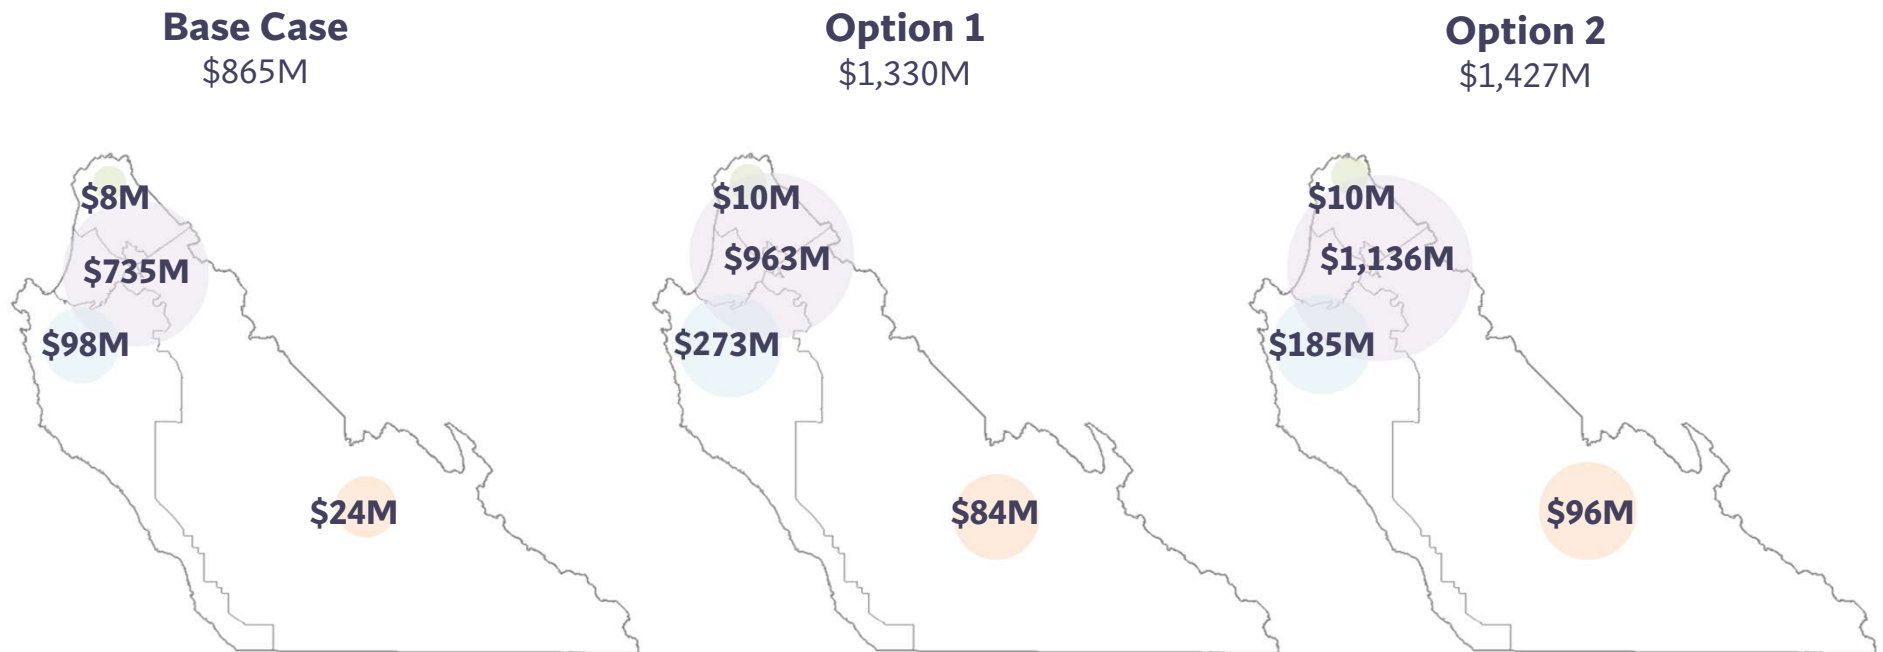 Base Case
$865M
$8M
$735M
$98M
$24M
Option 1
$1,330M
$10M
$963M
$273M
$84M
Option 2
$1,427M
$10M
$1,136M
$185M
$96M